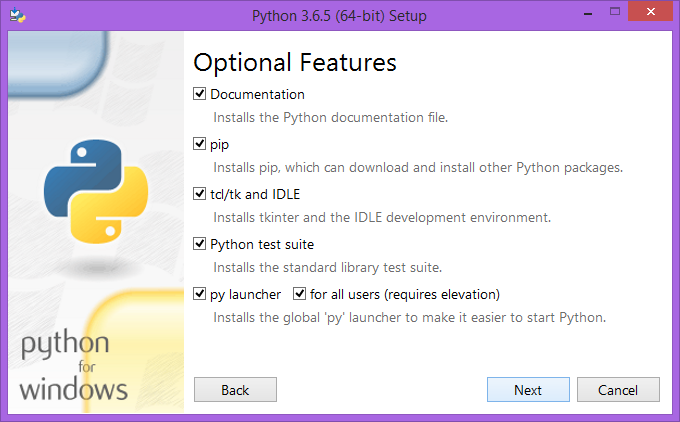 Python 3.6.5 (64-bit) Setup
Optional Features
Documentation
Installs the Python documentation file.
pip
Installs pip, which can download and install other Python packages.
tcl/tk and IDLE
Installs tkinter and the IDLE development environment.
Python test suite
Installs the standard library test suite.
py launcher for all users (requires elevation)
Installs the global 'py' launcher to make it easier to start Python.
python
for
windows
Back Next Cancel